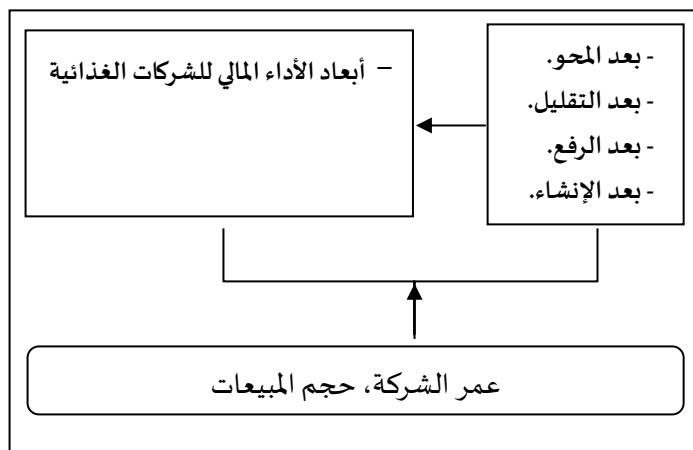 - بعد المحو.
- بعد التقليل.
- بعد الرفع.
- بعد الإنشاء.
– أبعاد الأداء المالي للشركات الغذائية
عمر الشركة، حجم المبيعات